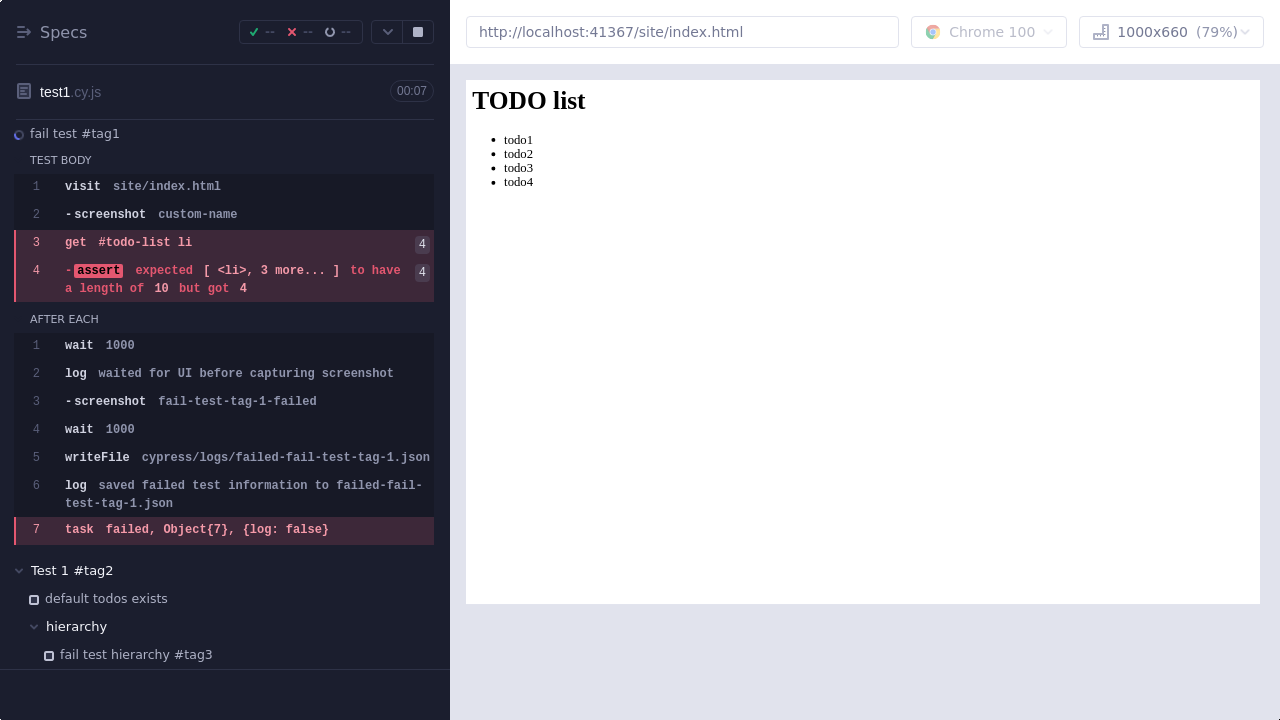 Specs
-- -- --
test1.cy.js 00:07
fail test #tag1
TEST BODY
1 visit site/index.html
2 -screenshot custom-name
3 get #todo-list li 4
4 -assert expected [ <li>, 3 more... ] to have 4
a length of 10 but got 4
AFTER EACH
1 wait 1000
2 log waited for UI before capturing screenshot
3 -screenshot fail-test-tag-1-failed
4 wait 1000
5 writeFile cypress/logs/failed-fail-test-tag-1.json
6 log saved failed test information to failed-fail-
test-tag-1.json
7 task failed, Object{7}, {log: false}
Test 1 #tag2
default todos exists
hierarchy
fail test hierarchy #tag3
http://localhost:41367/site/index.html
Chrome 100
1000x660 (79%)
TODO list
• todo1
• todo2
• todo3
• todo4